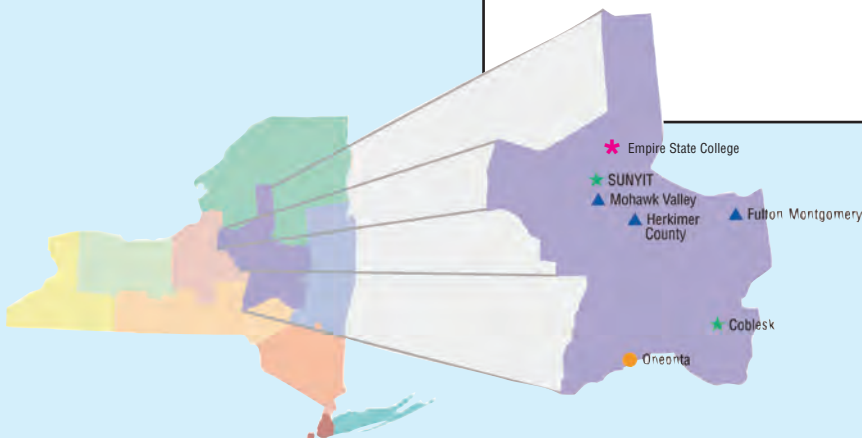 Empire State College
SUNYIT
Mohawk Valley
Herkimer
County
Fulton Montgomery
Coblesk
Oneonta